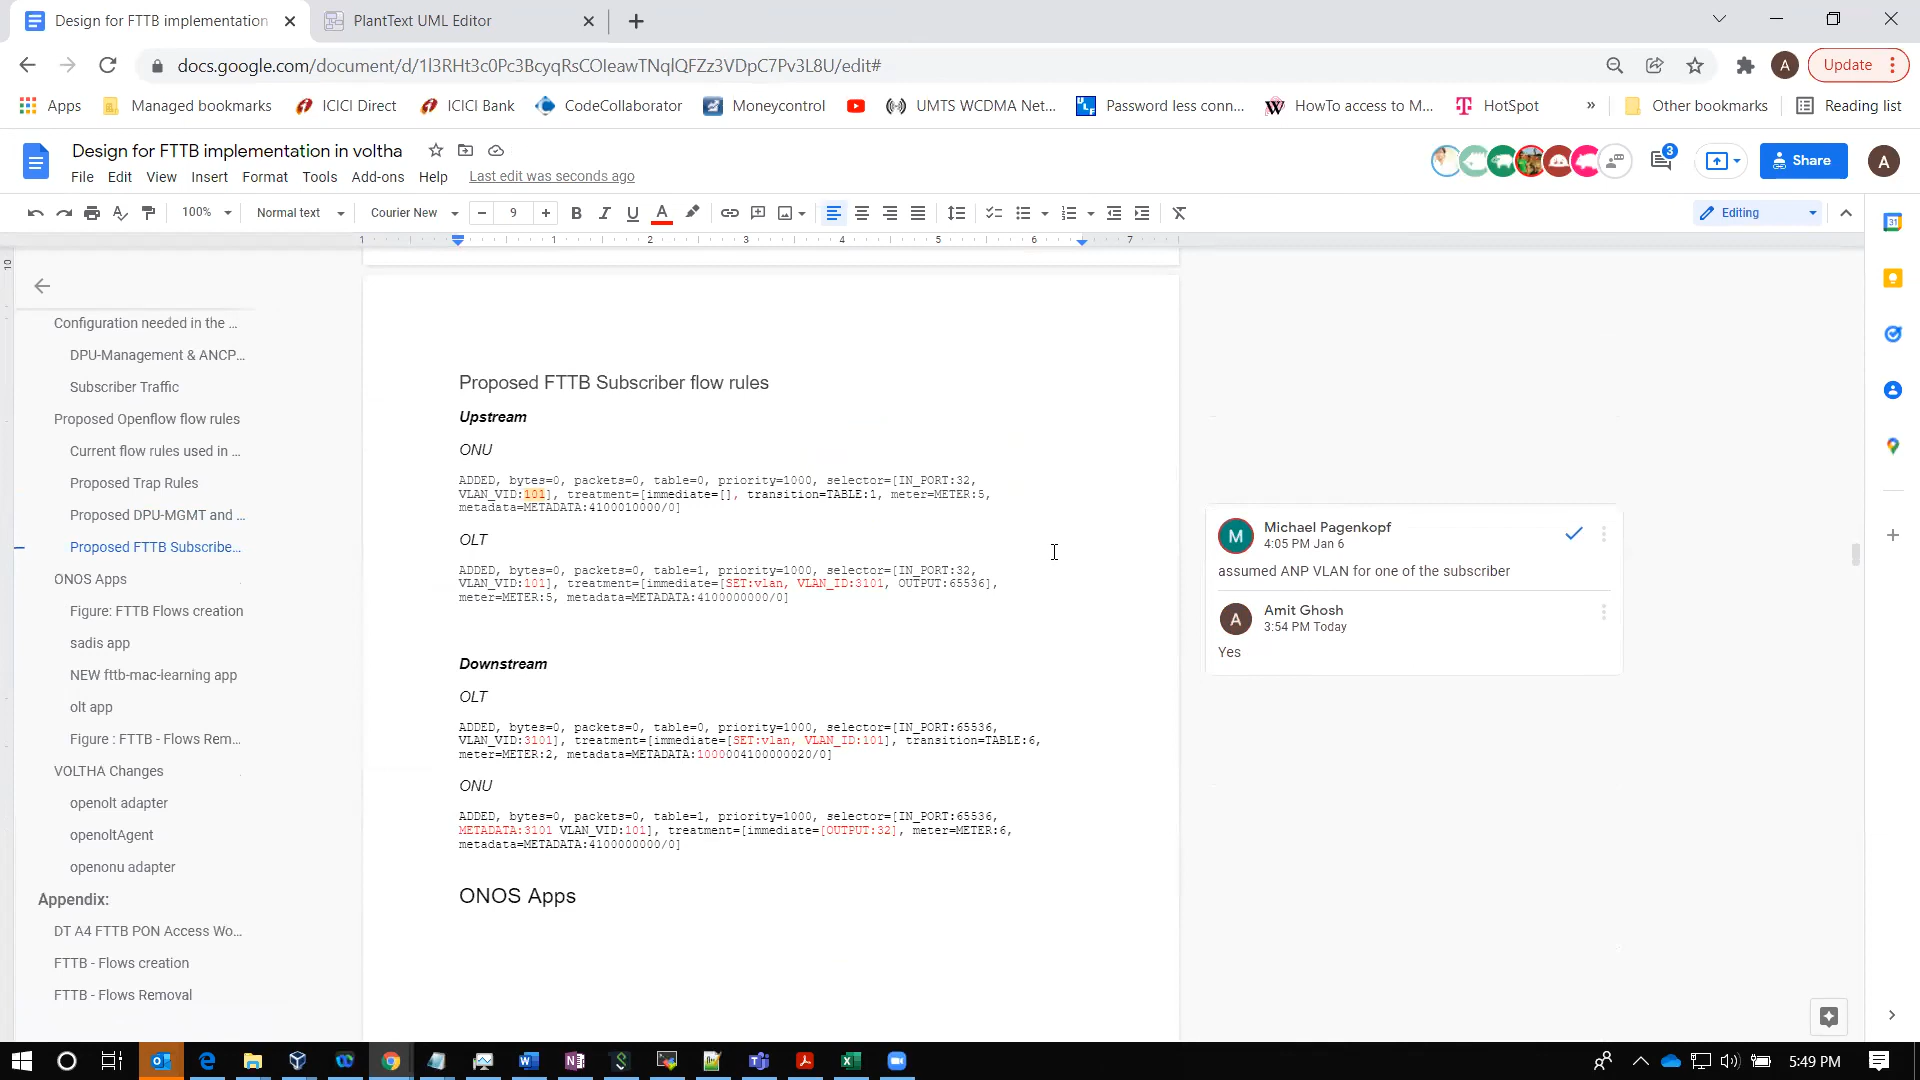 Design for FTTB implementation
PlantText UML Editor
docs.google.com/document/d/1l3RHt3c0Pc3BcyqRsCOIeawTNqlQFZz3VDpC7Pv3L8U/edit#
A
Update
Apps
Managed bookmarks
ICICI Direct
ICICI Bank
CodeCollaborator
Moneycontrol
UMTS WCDMA Net...
Password less conn...
HowTo access to M...
HotSpot
»
Other bookmarks
Reading list
Design for FTTB implementation in voltha
3
Share
A
File Edit View Insert Format Tools Add-ons Help Last edit was seconds ago
100% Normal text Courier New 9 Editing
1 1 2 3 4 5 6 7
Configuration needed in the ...
DPU-Management & ANCP...
Subscriber Traffic
Proposed Openflow flow rules
Current flow rules used in ...
Proposed Trap Rules
Proposed DPU-MGMT and ...
Proposed FTTB Subscribe...
ONOS Apps
Figure: FTTB Flows creation
sadis app
NEW fttb-mac-learning app
olt app
Figure : FTTB - Flows Rem...
VOLTHA Changes
openolt adapter
openoltAgent
openonu adapter
Appendix:
DT A4 FTTB PON Access Wo...
FTTB - Flows creation
FTTB - Flows Removal
Proposed FTTB Subscriber flow rules
Upstream
ONU
ADDED, bytes=0, packets=0, table=0, priority=1000, selector=[IN_PORT:32,
VLAN_VID:101], treatment=[immediate=[], transition=TABLE:1, meter=METER:5,
metadata=METADATA:4100010000/0]
OLT
ADDED, bytes=0, packets=0, table=1, priority=1000, selector=[IN_PORT:32,
VLAN_VID:101], treatment=[immediate=[SET:vlan, VLAN_ID:3101, OUTPUT:65536],
meter=METER:5, metadata=METADATA:4100000000/0]
Downstream
OLT
ADDED, bytes=0, packets=0, table=0, priority=1000, selector=[IN_PORT:65536,
VLAN_VID:3101], treatment=[immediate=[SET:vlan, VLAN_ID:101], transition=TABLE:6,
meter=METER:2, metadata=METADATA:1000004100000020/0]
ONU
ADDED, bytes=0, packets=0, table=1, priority=1000, selector=[IN_PORT:65536,
METADATA:3101 VLAN_VID:101], treatment=[immediate=[OUTPUT:32], meter=METER:6,
metadata=METADATA:4100000000/0]
ONOS Apps
M
Michael Pagenkopf
4:05 PM Jan 6
assumed ANP VLAN for one of the subscriber
A
Amit Ghosh
3:54 PM Today
Yes
5:49 PM